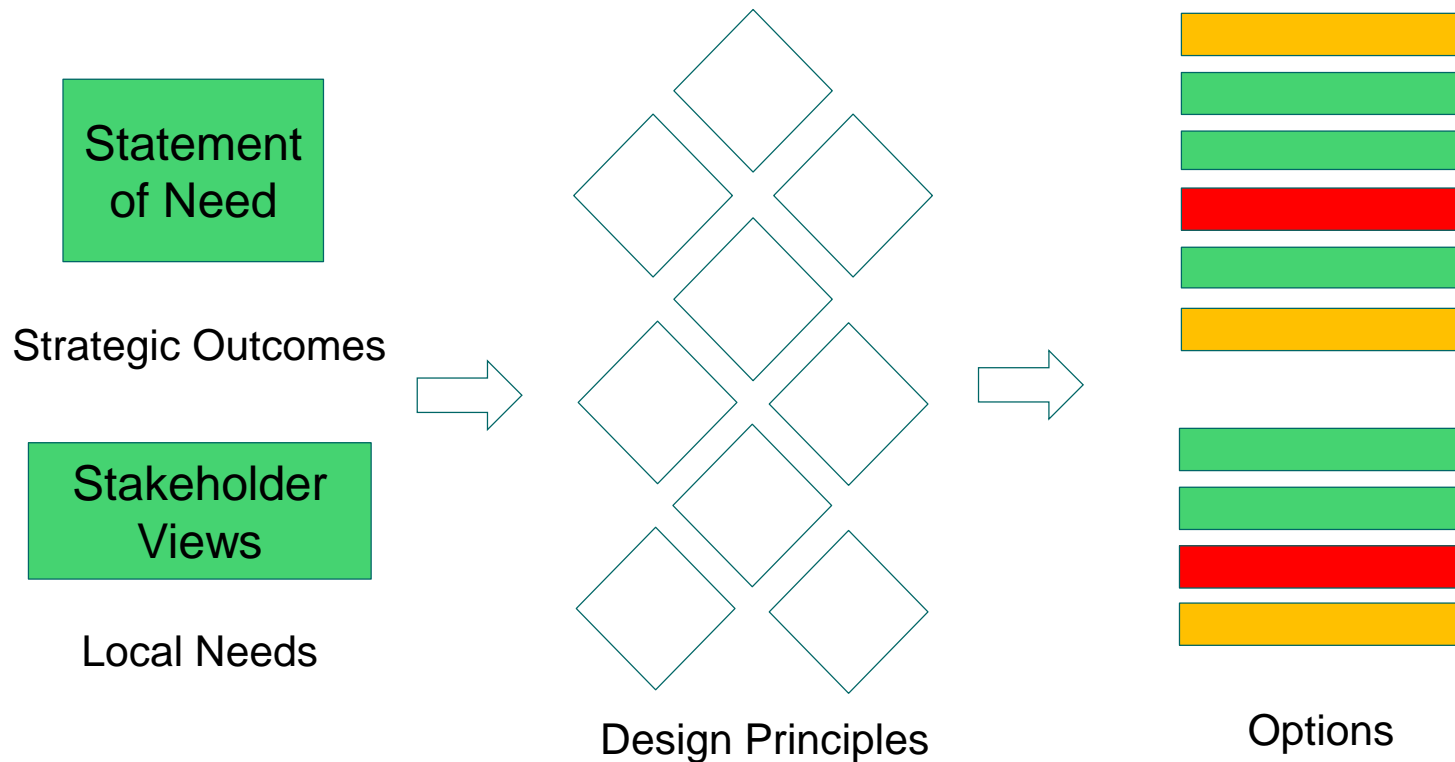 Statement
of Need
Strategic Outcomes
Stakeholder
Views
Local Needs
Design Principles
Options